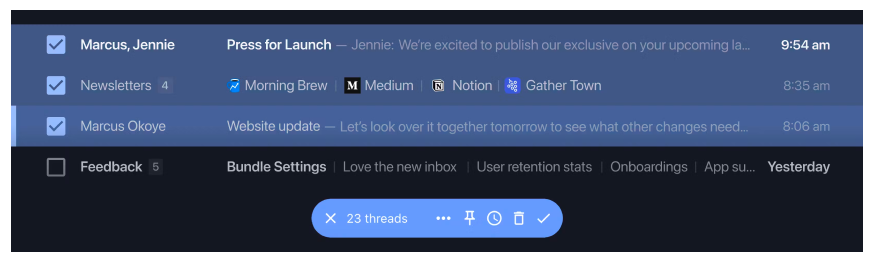 Marcus, Jennie Press for Launch — Jennie: We're excited to publish our exclusive on your upcoming la... 9:54 am
Newsletters 4 Morning Brew | M Medium | N Notion | Gather Town 8:35 am
Marcus Okoye Website update — Let's look over it together tomorrow to see what other changes need... 8:06 am
Feedback 5 Bundle Settings | Love the new inbox | User retention stats | Onboardings | App su... Yesterday
23 threads